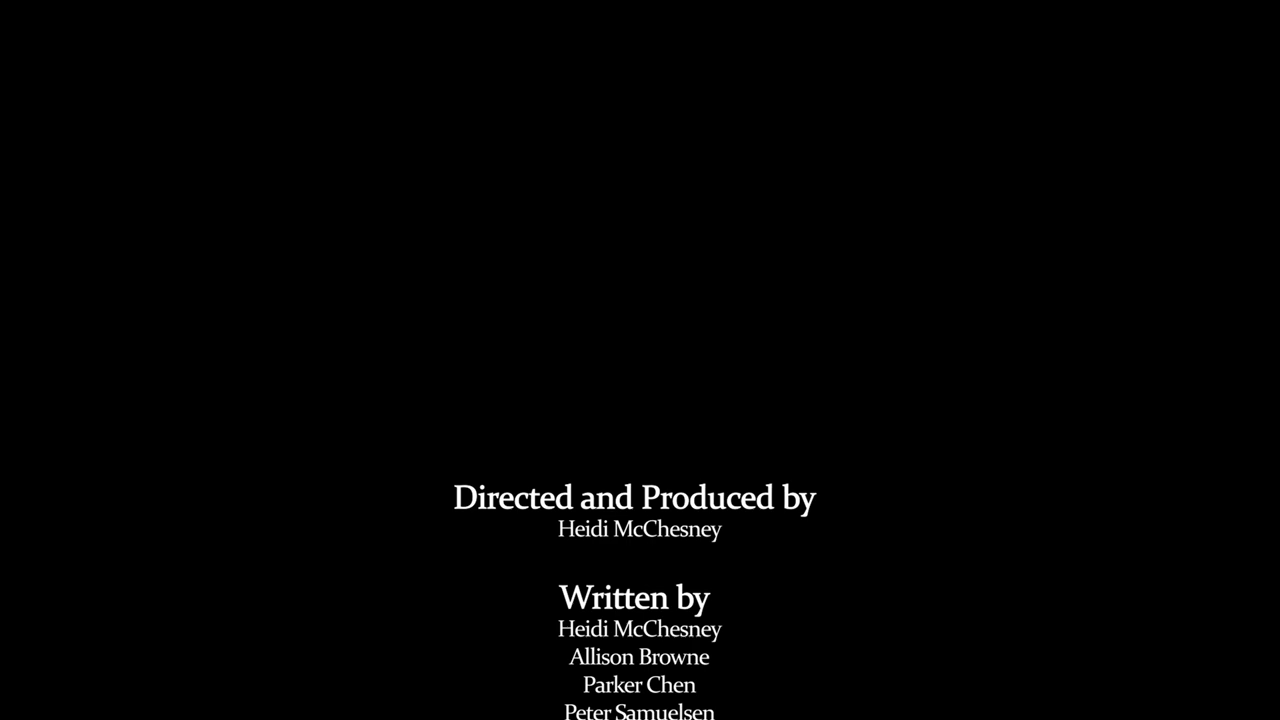 Directed and Produced by
Heidi McChesney
Written by
Heidi McChesney
Allison Browne
Parker Chen
Peter Samuelsen